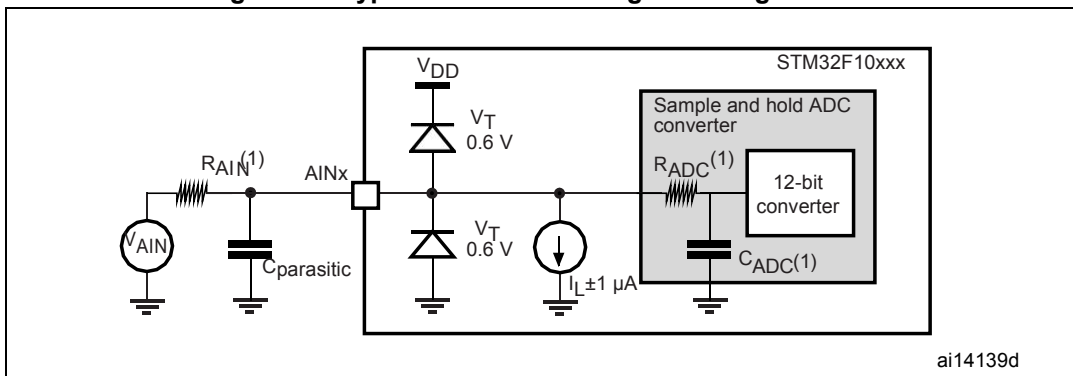 STM32F10xxx
VDD
Sample and hold ADC
converter
VT
0.6 V
RAIN(1)
AINx
RADC(1)
12-bit
converter
VAIN
Cparasitic
VT
0.6 V
IL±1 µA
CADC(1)
ai14139d